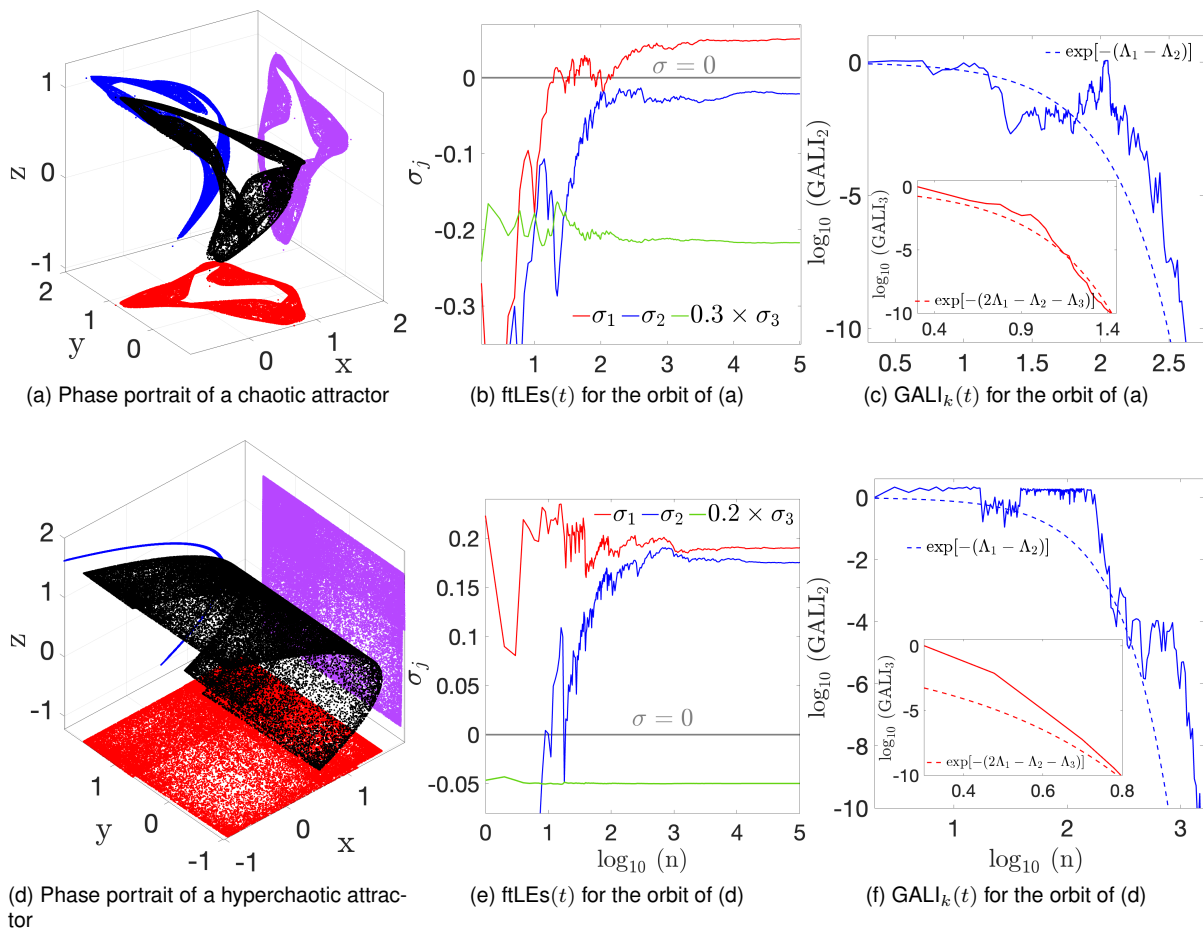 1
0
-1
z
2
1
0
y
0
1
2
x
(a) Phase portrait of a chaotic attractor
0
-0.1
-0.2
-0.3
σⱼ
σ = 0
σ₁ σ₂ 0.3 × σ₃
1 2 3 4 5
(b) ftLEs(t) for the orbit of (a)
0
-5
-10
log₁₀ (GALI₂)
exp[-(Λ₁ − Λ₂)]
0
-5
-10
log₁₀ (GALI₃)
exp[-(2Λ₁ − Λ₂ − Λ₃)]
0.4 0.9 1.4
0.5 1 1.5 2 2.5
(c) GALIₖ(t) for the orbit of (a)
2
1
0
-1
z
1
0
-1
y
-1
0
1
x
(d) Phase portrait of a hyperchaotic attrac-
tor
0.2
0.15
0.1
0.05
0
-0.05
σⱼ
σ₁ σ₂ 0.2 × σ₃
σ = 0
0 1 2 3 4 5
log₁₀ (n)
(e) ftLEs(t) for the orbit of (d)
0
-2
-4
-6
-8
-10
log₁₀ (GALI₂)
exp[-(Λ₁ − Λ₂)]
0
-5
-10
log₁₀ (GALI₃)
exp[-(2Λ₁ − Λ₂ − Λ₃)]
0.4 0.6 0.8
1 2 3
log₁₀ (n)
(f) GALIₖ(t) for the orbit of (d)